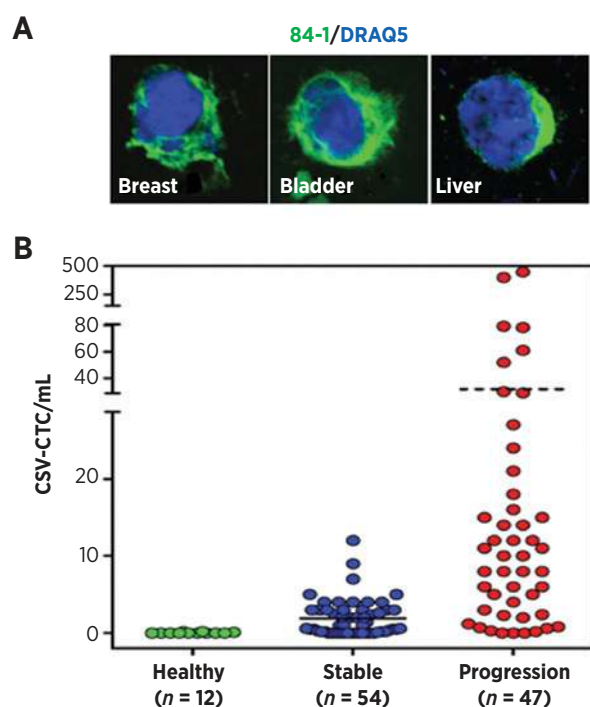 A
84-1/DRAQ5
Breast
Bladder
Liver
B
CSV-CTC/mL
500
250
80
60
40
20
10
0
Healthy
(n = 12)
Stable
(n = 54)
Progression
(n = 47)